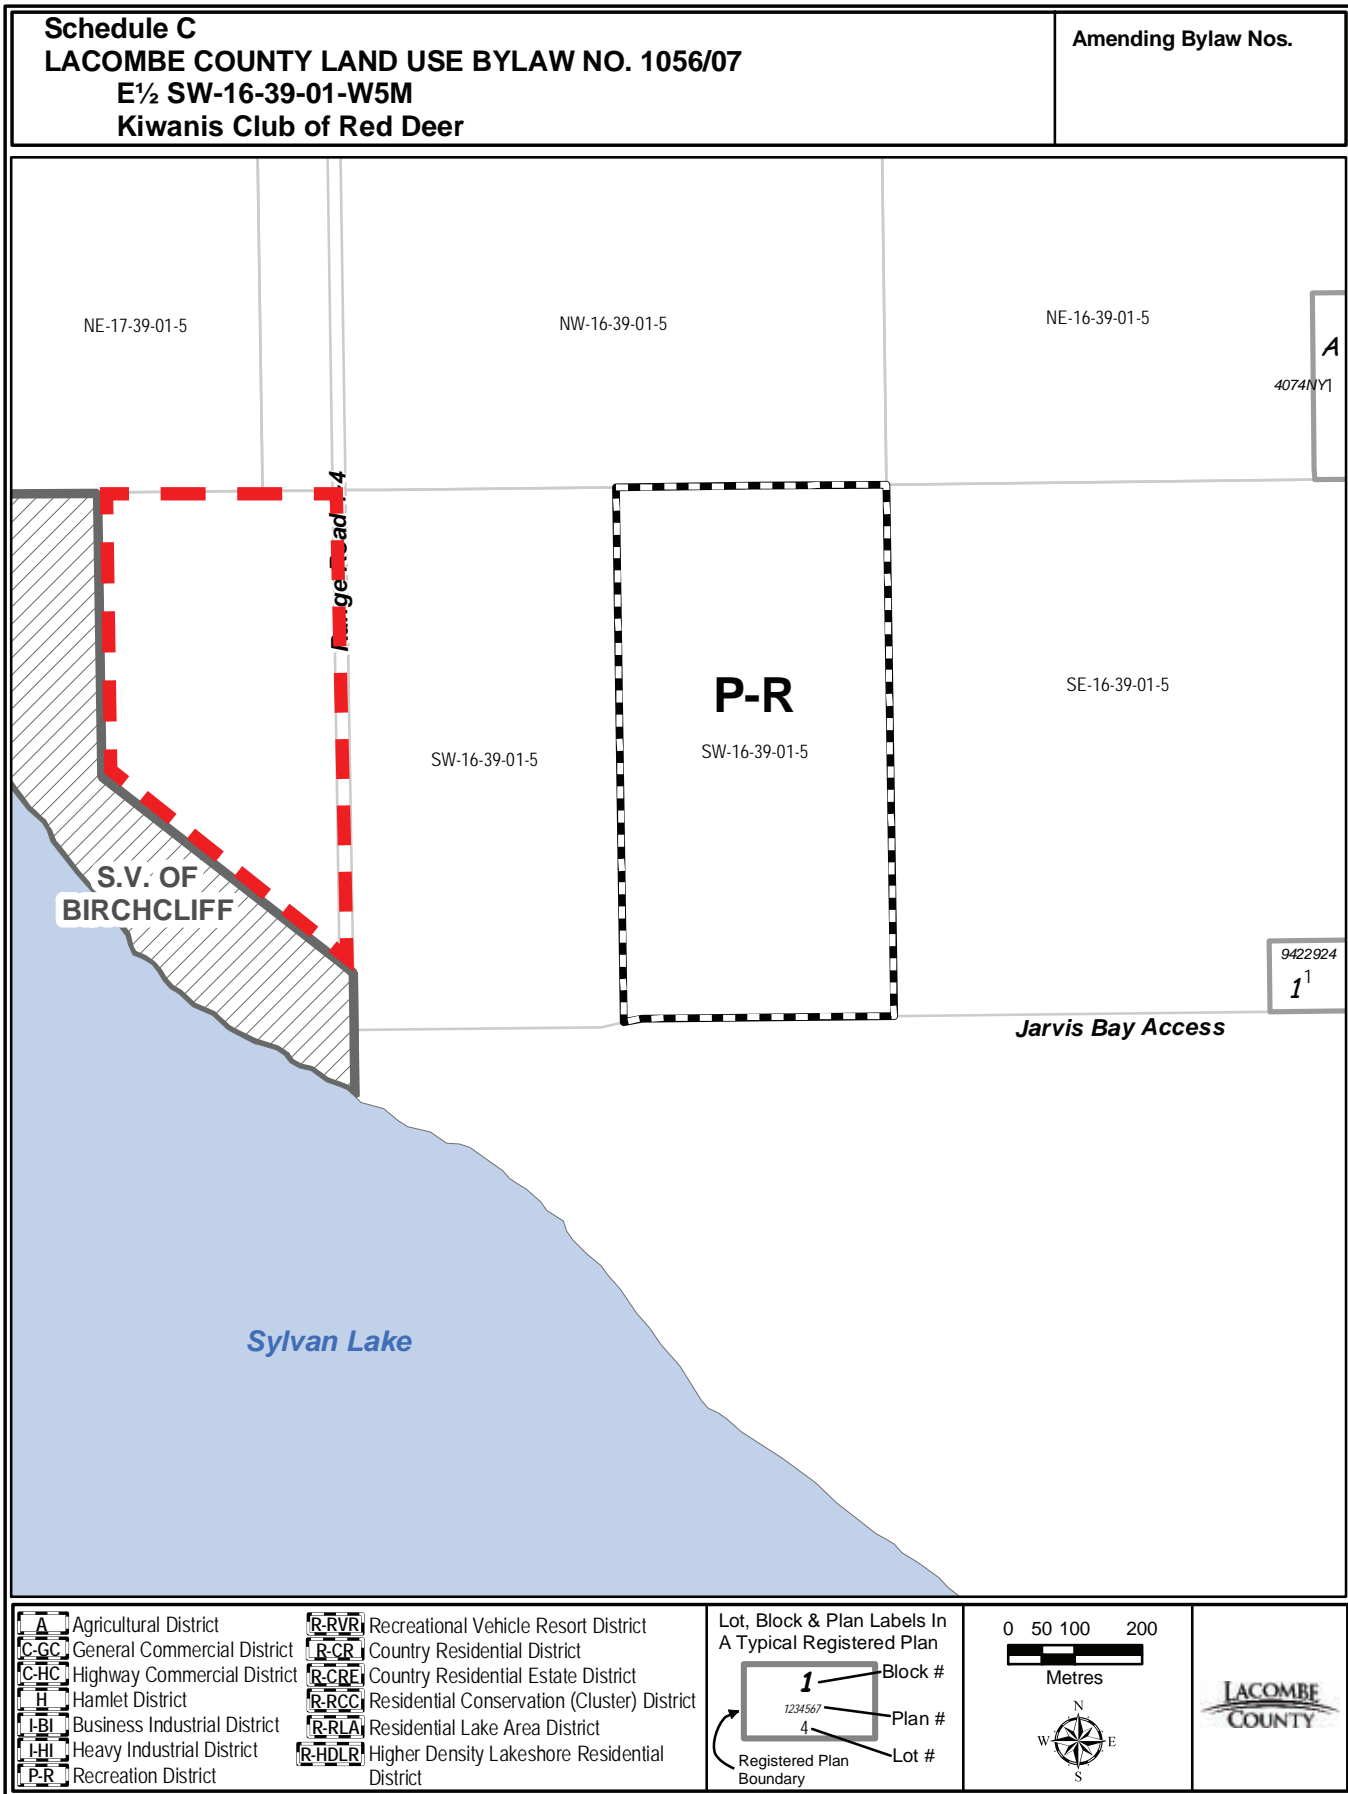 Schedule C
LACOMBE COUNTY LAND USE BYLAW NO. 1056/07
E½ SW-16-39-01-W5M
Kiwanis Club of Red Deer
Amending Bylaw Nos.
NE-17-39-01-5
NW-16-39-01-5
NE-16-39-01-5
A
4074NY
1
Range Road 1-4
P-R
SW-16-39-01-5
SW-16-39-01-5
SE-16-39-01-5
S.V. OF
BIRCHCLIFF
9422924
1
1
Jarvis Bay Access
Sylvan Lake
A Agricultural District
C-GC General Commercial District
C-HC Highway Commercial District
H Hamlet District
I-BI Business Industrial District
I-HI Heavy Industrial District
P-R Recreation District
R-RVR Recreational Vehicle Resort District
R-CR Country Residential District
R-CRE Country Residential Estate District
R-RCC Residential Conservation (Cluster) District
R-RLA Residential Lake Area District
R-HDLR Higher Density Lakeshore Residential
District
Lot, Block & Plan Labels In
A Typical Registered Plan
1
Block #
1234567
Plan #
4
Lot #
Registered Plan
Boundary
0 50 100 200
Metres
N
W E
S
LACOMBE
COUNTY